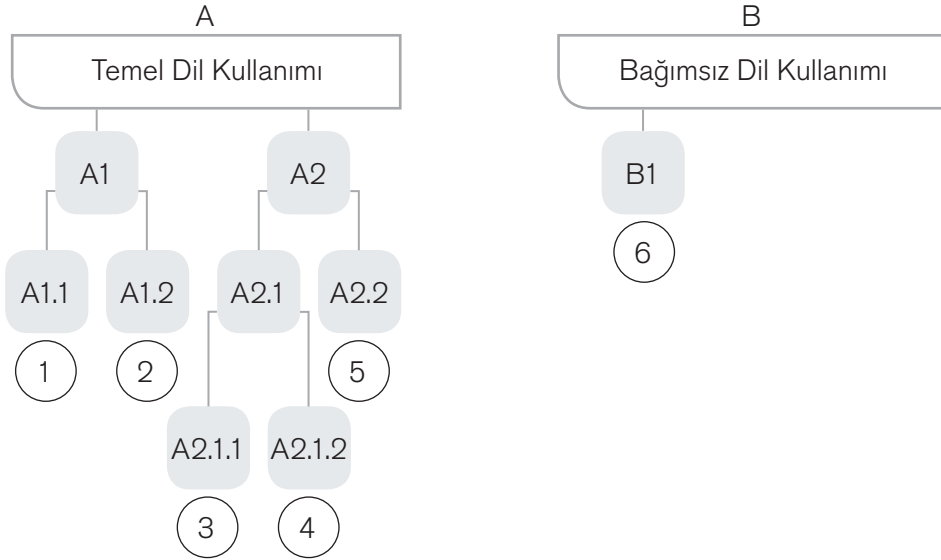 A
B
Temel Dil Kullanımı
Bağımsız Dil Kullanımı
A1
A2
B1
6
A1.1
A1.2
A2.1
A2.2
1
2
5
A2.1.1
A2.1.2
3
4